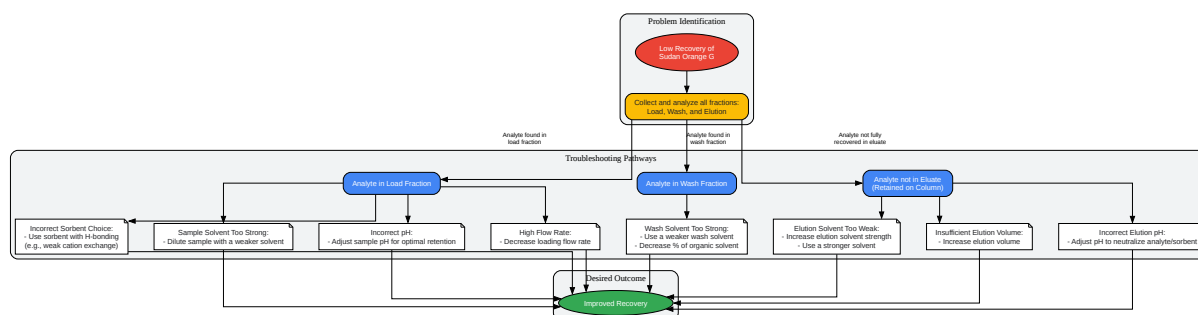 Problem Identification
Low Recovery of
Sudan Orange G
Collect and analyze all fractions:
Load, Wash, and Elution
Analyte found in
load fraction
Analyte found in
wash fraction
Analyte not fully
recovered in eluate
Troubleshooting Pathways
Analyte in Load Fraction
Analyte in Wash Fraction
Analyte not in Eluate
(Retained on Column)
Incorrect Sorbent Choice:
- Use sorbent with H-bonding
(e.g., weak cation exchange)
Sample Solvent Too Strong:
- Dilute sample with a weaker solvent
Incorrect pH:
- Adjust sample pH for optimal retention
High Flow Rate:
- Decrease loading flow rate
Wash Solvent Too Strong:
- Use a weaker wash solvent
- Decrease % of organic solvent
Elution Solvent Too Weak:
- Increase elution solvent strength
- Use a stronger solvent
Insufficient Elution Volume:
- Increase elution volume
Incorrect Elution pH:
- Adjust pH to neutralize analyte/sorbent
Desired Outcome
Improved Recovery